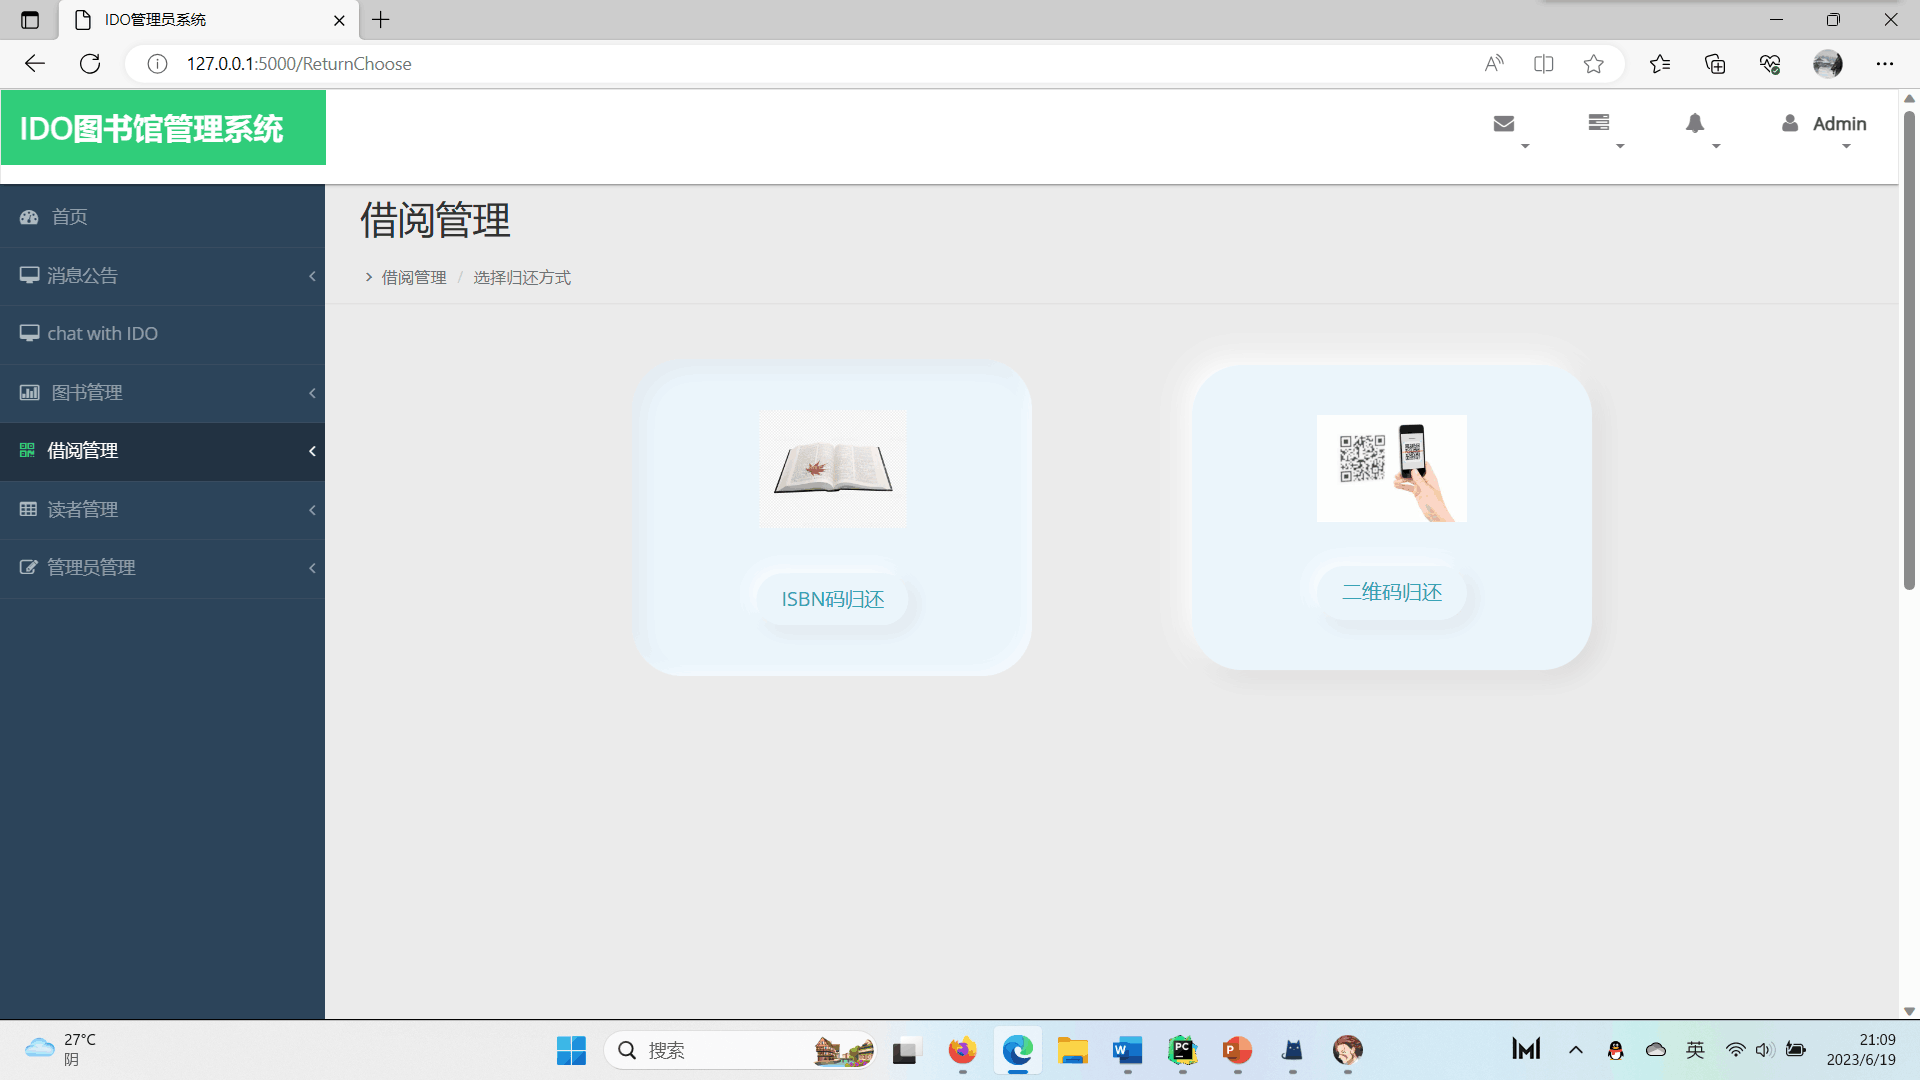 IDO管理员系统
127.0.0.1:5000/ReturnChoose
IDO图书馆管理系统
Admin
首页
消息公告
chat with IDO
图书管理
借阅管理
读者管理
管理员管理
借阅管理
借阅管理 / 选择归还方式
ISBN码归还
二维码归还
27°C
阴
搜索
英
21:09
2023/6/19